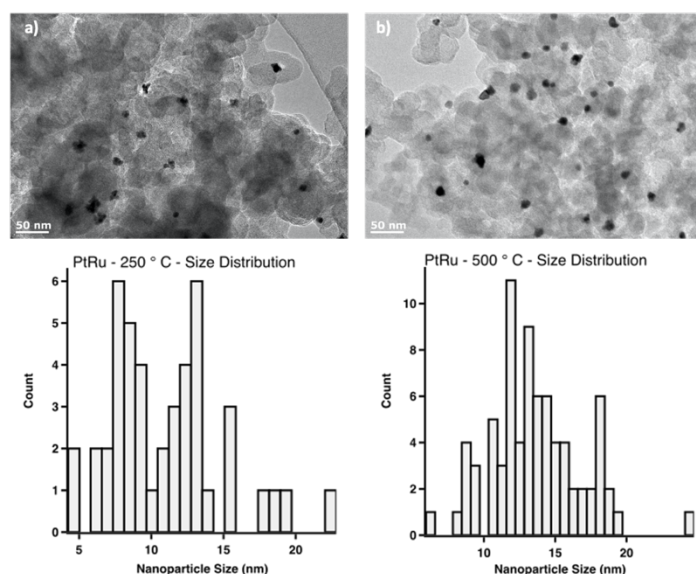 a)
b)
50 nm
50 nm
PtRu - 250 ° C - Size Distribution
PtRu - 500 ° C - Size Distribution
6
5
4
3
2
1
0
Count
5
10
15
20
Nanoparticle Size (nm)
10
8
6
4
2
0
Count
10
15
20
Nanoparticle Size (nm)